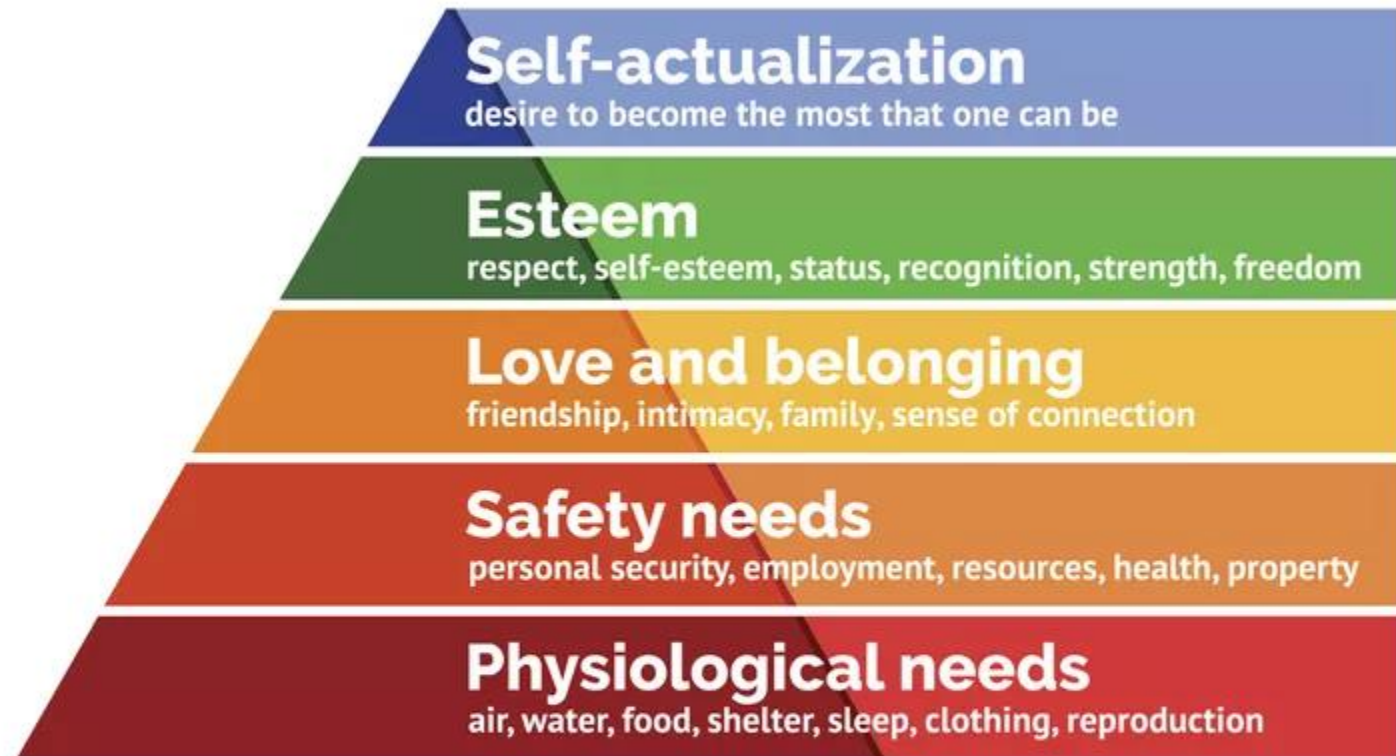 Self-actualization
desire to become the most that one can be
Esteem
respect, self-esteem, status, recognition, strength, freedom
Love and belonging
friendship, intimacy, family, sense of connection
Safety needs
personal security, employment, resources, health, property
Physiological needs
air, water, food, shelter, sleep, clothing, reproduction